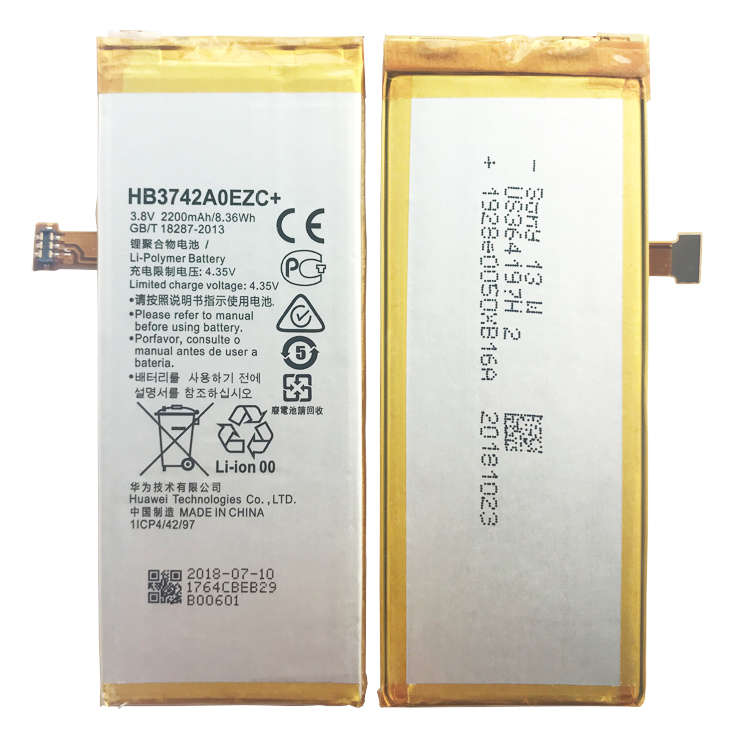 HB3742A0EZC+
3.8V 2200mAh/8.36Wh
GB/T 18287-2013
锂聚合物电池 /
Li-Polymer Battery
充电限制电压: 4.35V
Limited charge voltage: 4.35V
•请按照说明书指示使用电池.
•Please refer to manual
before using battery.
•Porfavor, consulte o
manual antes de user a
bateria.
•배터리를 사용하기 전에
설명서를 참조하십시오
CE
PCT
5
廢電池請回收
Li-ion 00
华为技术有限公司
Huawei Technologies Co.,LTD.
中国制造 MADE IN CHINA
1ICP4/42/97
2018-07-10
1764CBEB29
B00601
- Sony 13 W 2
US364197H
+ 1928e0050XB16A
20181023